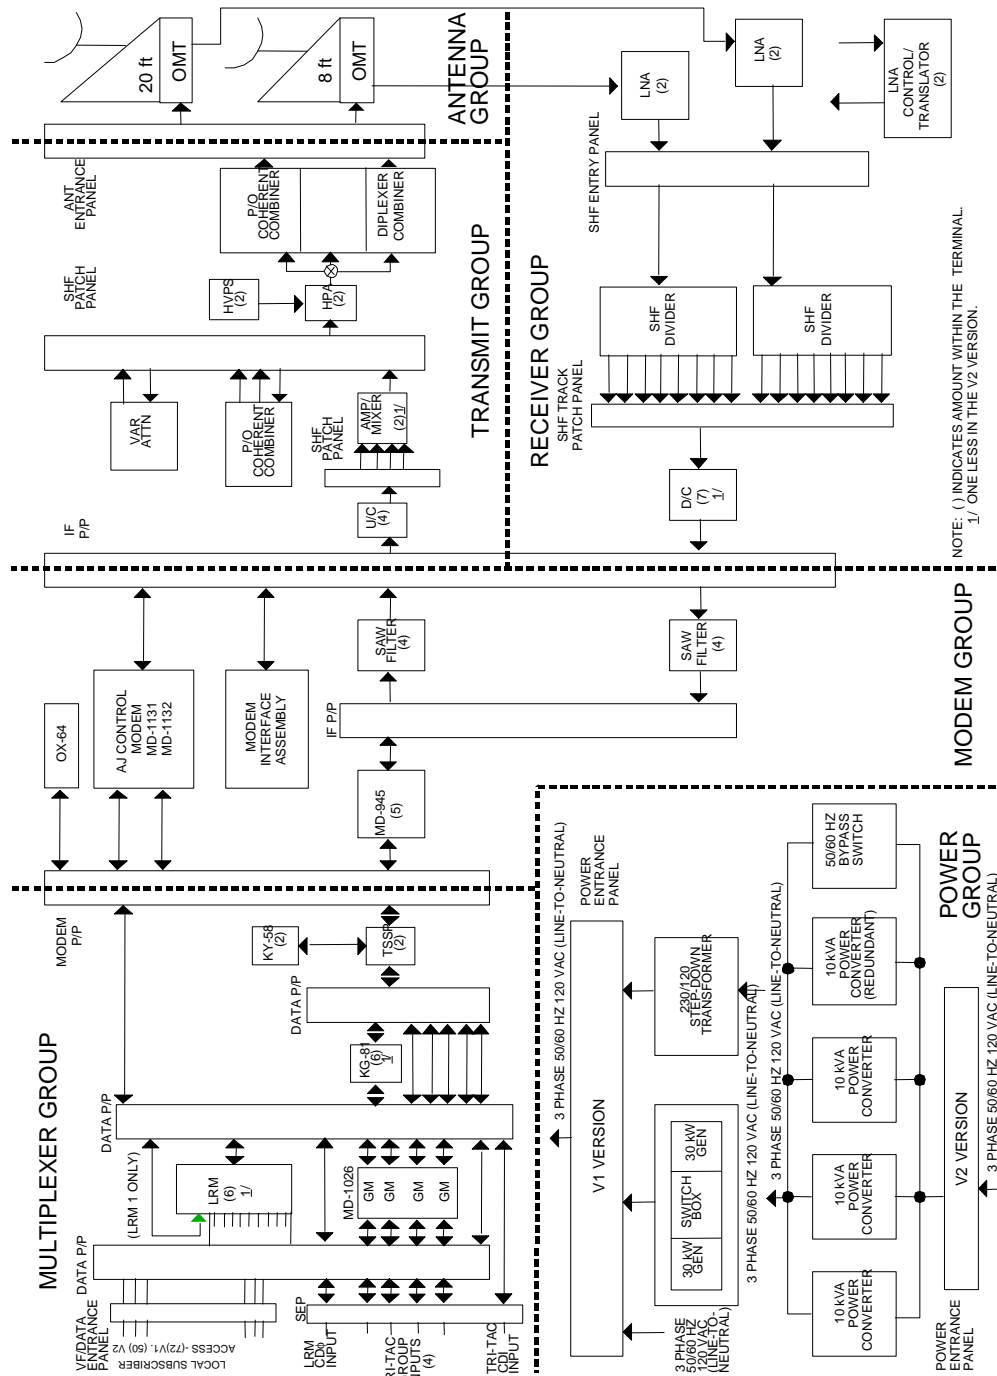 20 ft
OMT
8 ft
OMT
ANTENNA
GROUP
LNA
(2)
LNA
(2)
LNA
CONTROL/
TRANSLATOR
(2)
ANT
ENTRANCE
PANEL
P/O
COHERENT
COMBINER
DIPLEXER
COMBINER
SHF
PATCH
PANEL
HVPS
(2)
HPA
(2)
TRANSMIT GROUP
VAR
ATTN
P/O
COHERENT
COMBINER
SHF
PATCH
PANEL
AMP/
MIXER
(2)1/
U/C
(4)
IF
P/P
SHF ENTRY PANEL
SHF
DIVIDER
SHF
DIVIDER
RECEIVER GROUP
SHF TRACK
PATCH PANEL
D/C
(7)
1/
NOTE: ( ) INDICATES AMOUNT WITHIN THE TERMINAL.
1/ ONE LESS IN THE V2 VERSION.
OX-64
AJ CONTROL
MODEM
MD-1131
MD-1132
MODEM
INTERFACE
ASSEMBLY
SAW
FILTER
(4)
SAW
FILTER
(4)
IF P/P
MD-945
(5)
MODEM GROUP
MODEM
P/P
KY-58
(2)
TSSP
(2)
DATA P/P
KG-81
(6)
1/
MULTIPLEXER GROUP
DATA P/P
(LRM 1 ONLY)
LRM
(6)
1/
MD-1026
GM
GM
GM
GM
DATA P/P
VF/DATA
ENTRANCE
PANEL
LOCAL SUBSCRIBER
ACCESS - (72)V1. (50) V2
SEP
LRM
CDI0
INPUT
TRI-TAC
GROUP
INPUTS
(4)
TRI-TAC
CDI
INPUT
3 PHASE 50/60 HZ 120 VAC (LINE-TO-NEUTRAL)
POWER
ENTRANCE
PANEL
V1 VERSION
230/120
STEP-DOWN
TRANSFORMER
30 kW
GEN
SWITCH
BOX
30 kW
GEN
3 PHASE
50/60 HZ
120 VAC
(LINE-TO-
NEUTRAL)
3 PHASE 50/60 HZ 120 VAC (LINE-TO-NEUTRAL)
3 PHASE 50/60 HZ 120 VAC (LINE-TO-NEUTRAL)
50/60 HZ
BYPASS
SWITCH
10 kVA
POWER
CONVERTER
(REDUNDANT)
10 kVA
POWER
CONVERTER
10 kVA
POWER
CONVERTER
10 kVA
POWER
CONVERTER
POWER
GROUP
V2 VERSION
POWER
ENTRANCE
PANEL
3 PHASE 50/60 HZ 120 VAC (LINE-TO-NEUTRAL)